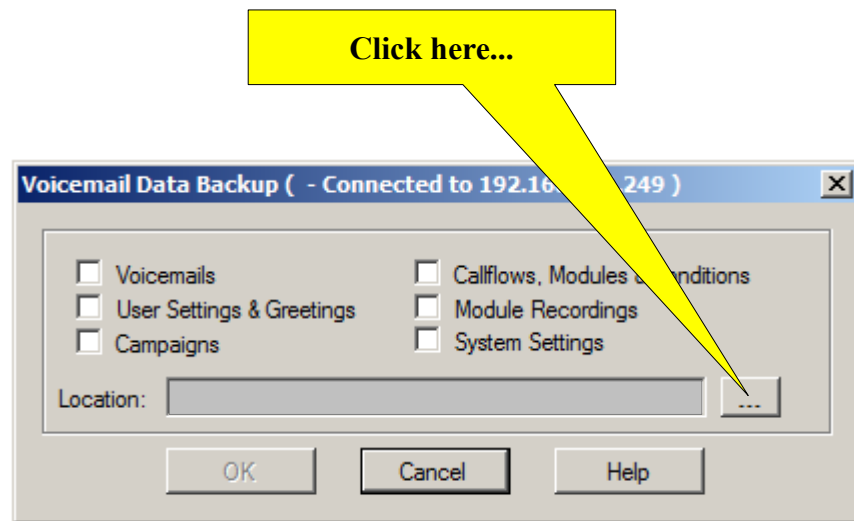 Click here...
Voicemail Data Backup ( - Connected to 192.16 249 )
Voicemails
Callflows, Modules & Conditions
User Settings & Greetings
Module Recordings
Campaigns
System Settings
Location:
...
OK
Cancel
Help